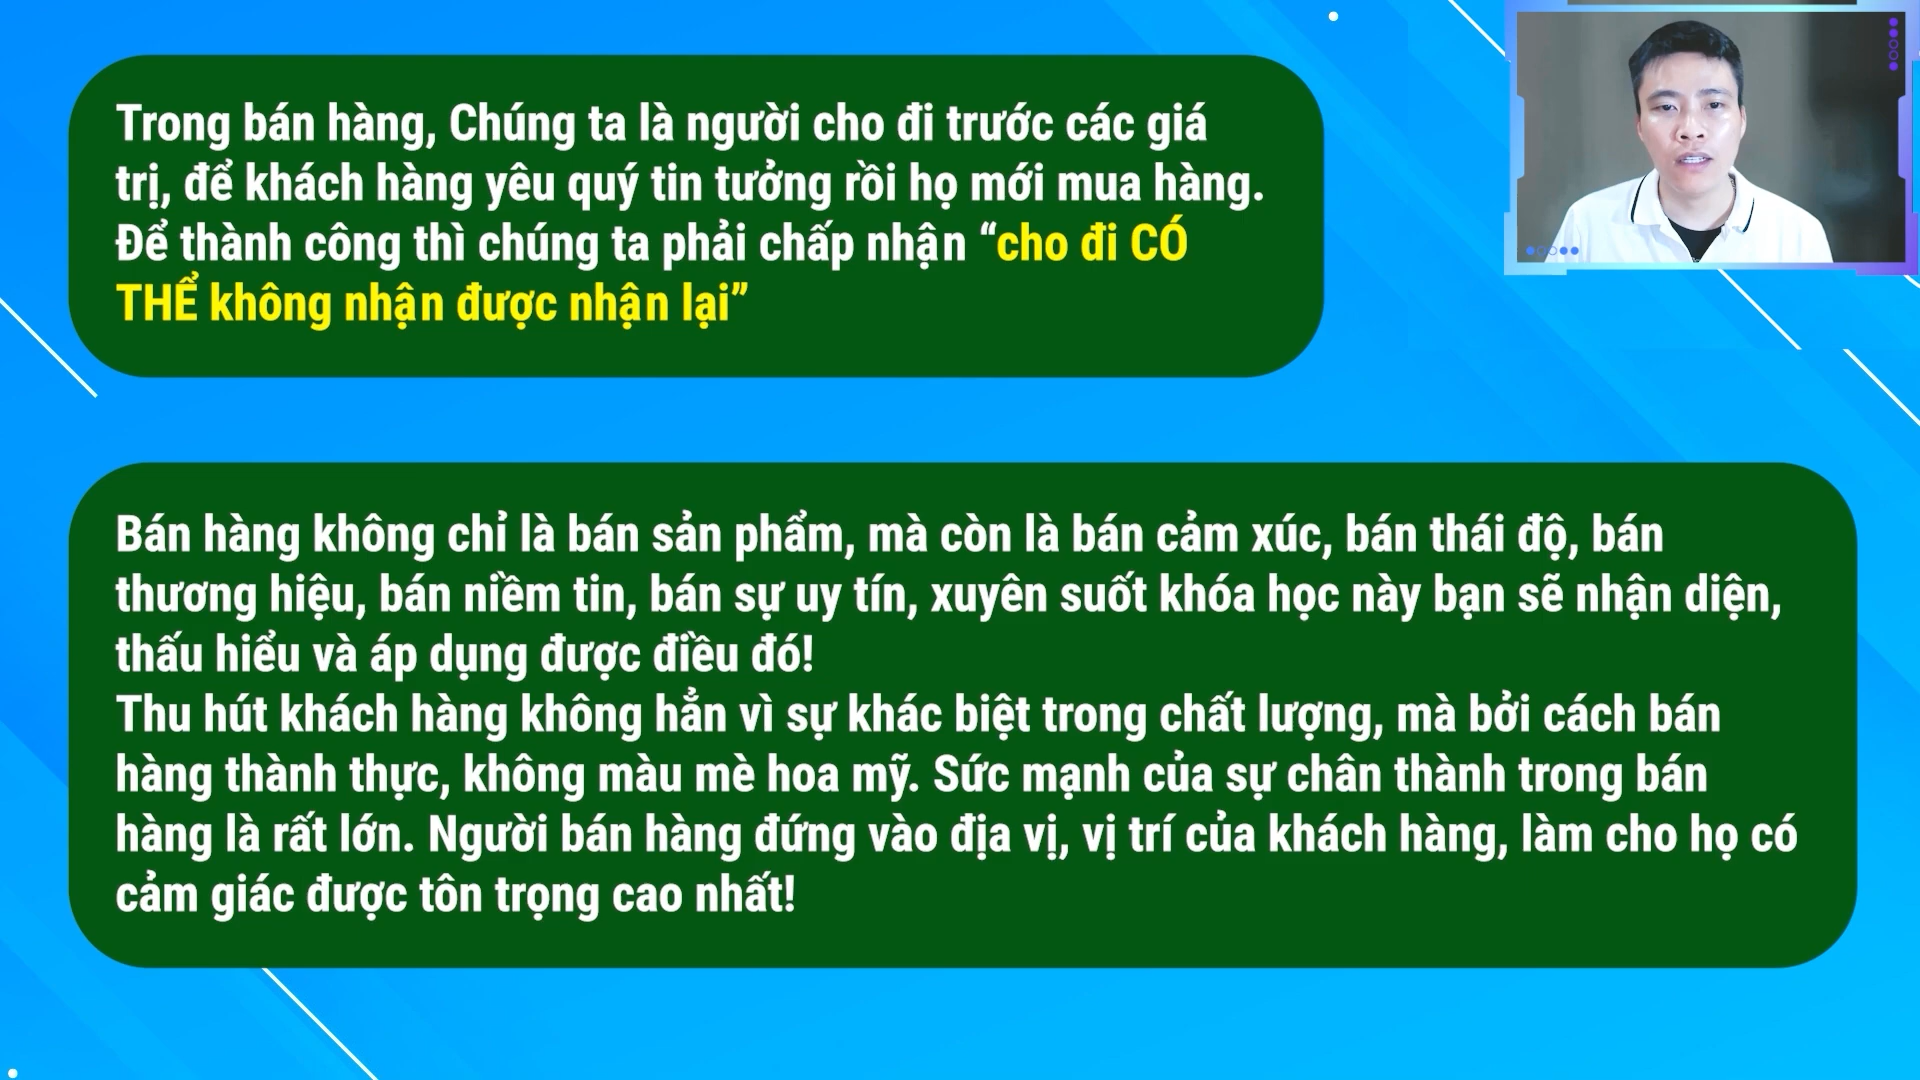 Trong bán hàng, Chúng ta là người cho đi trước các giá
trị, để khách hàng yêu quý tin tưởng rồi họ mới mua hàng.
Để thành công thì chúng ta phải chấp nhận “cho đi CÓ
THỂ không nhận được nhận lại”
Bán hàng không chỉ là bán sản phẩm, mà còn là bán cảm xúc, bán thái độ, bán
thương hiệu, bán niềm tin, bán sự uy tín, xuyên suốt khóa học này bạn sẽ nhận diện,
thấu hiểu và áp dụng được điều đó!
Thu hút khách hàng không hẳn vì sự khác biệt trong chất lượng, mà bởi cách bán
hàng thành thực, không màu mè hoa mỹ. Sức mạnh của sự chân thành trong bán
hàng là rất lớn. Người bán hàng đứng vào địa vị, vị trí của khách hàng, làm cho họ có
cảm giác được tôn trọng cao nhất!